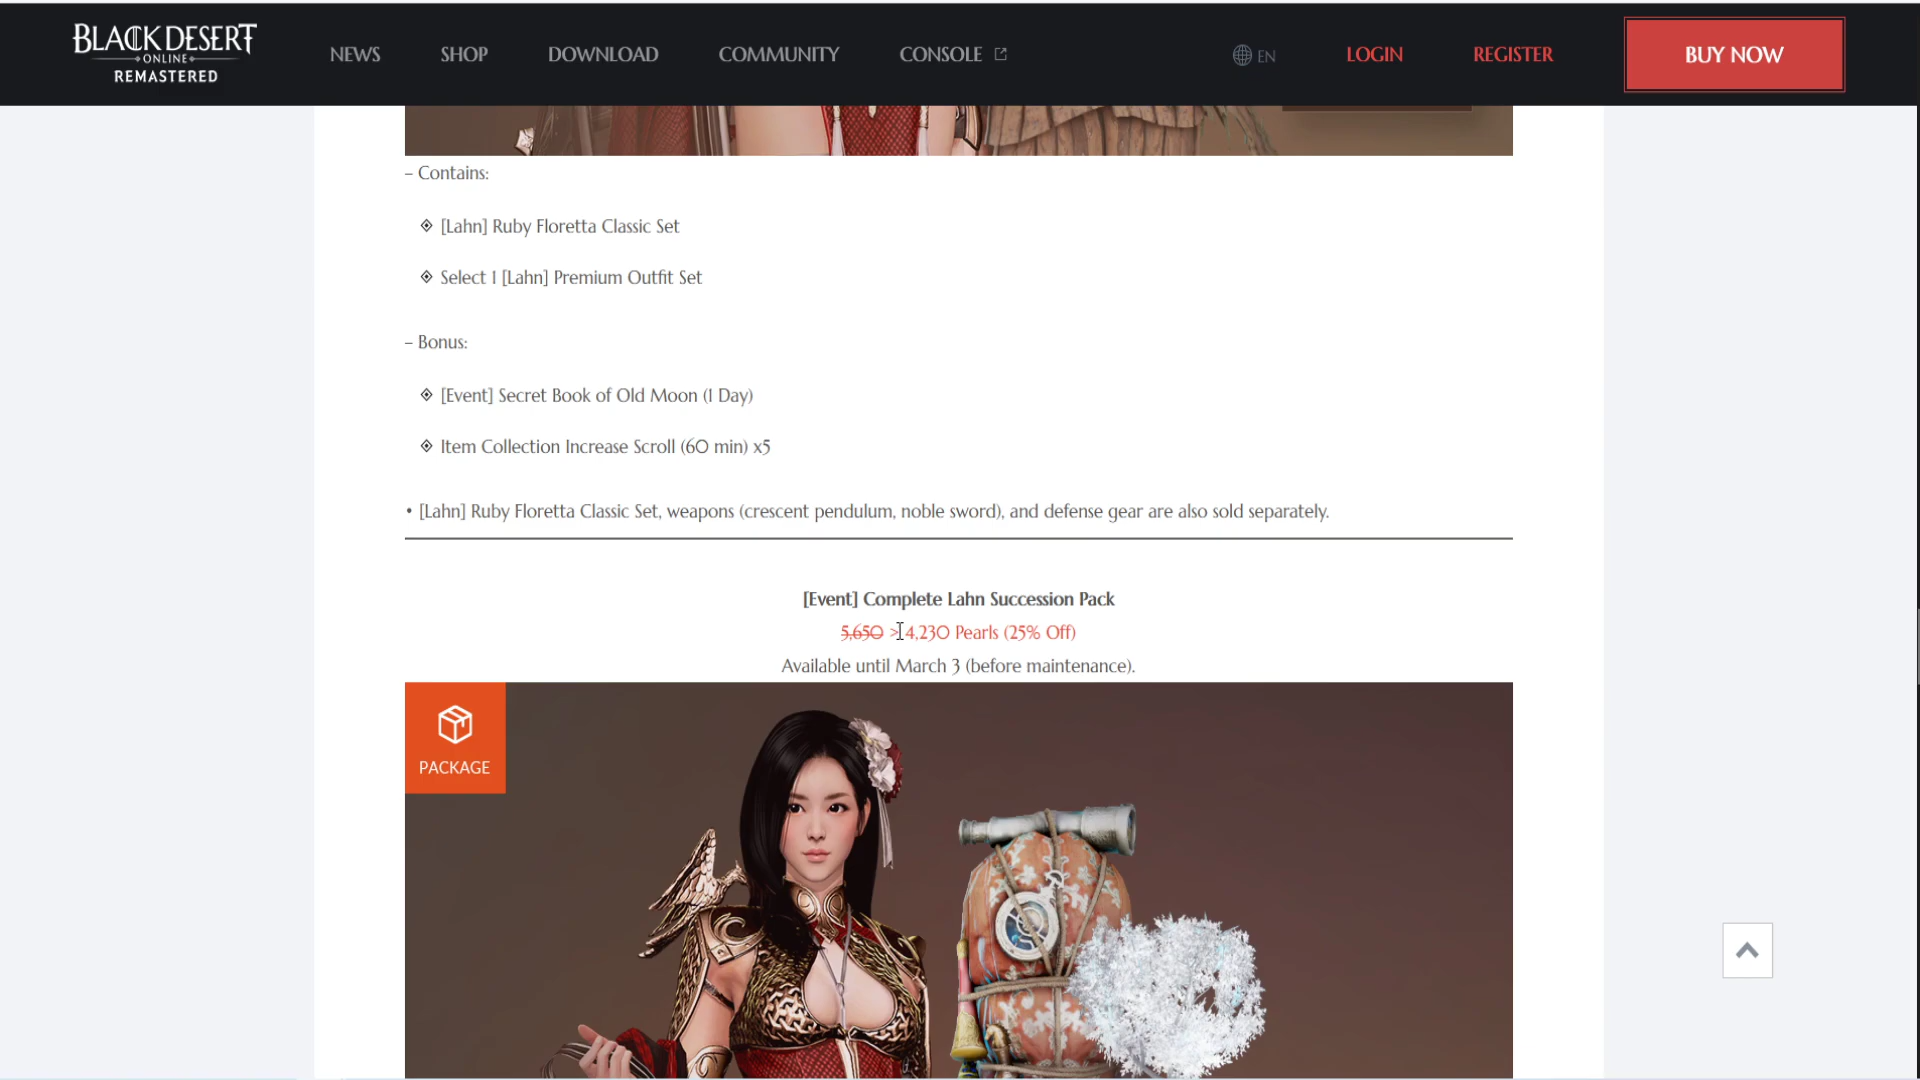 BLACK DESERT
ONLINE
REMASTERED
NEWS
SHOP
DOWNLOAD
COMMUNITY
CONSOLE
EN
LOGIN
REGISTER
BUY NOW
– Contains:
[Lahn] Ruby Floretta Classic Set
Select 1 [Lahn] Premium Outfit Set
– Bonus:
[Event] Secret Book of Old Moon (1 Day)
Item Collection Increase Scroll (60 min) x5
• [Lahn] Ruby Floretta Classic Set, weapons (crescent pendulum, noble sword), and defense gear are also sold separately.
[Event] Complete Lahn Succession Pack
5,650 > 4,230 Pearls (25% Off)
Available until March 3 (before maintenance).
PACKAGE